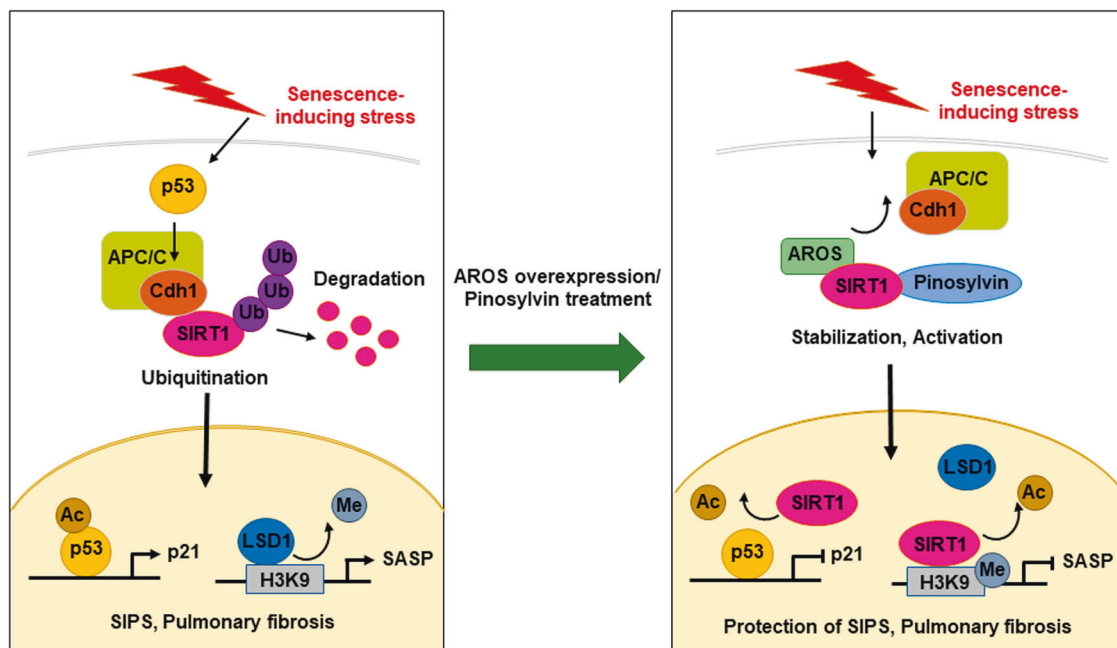 Senescence-
inducing stress
p53
APC/C
Cdh1
SIRT1
Ub
Ub
Ub
Degradation
Ubiquitination
Ac
p53
p21
LSD1
Me
H3K9
SASP
SIPS, Pulmonary fibrosis
AROS overexpression/
Pinosylvin treatment
Senescence-
inducing stress
APC/C
Cdh1
AROS
SIRT1
Pinosylvin
Stabilization, Activation
LSD1
Ac
SIRT1
p53
p21
Ac
SIRT1
Me
H3K9
SASP
Protection of SIPS, Pulmonary fibrosis